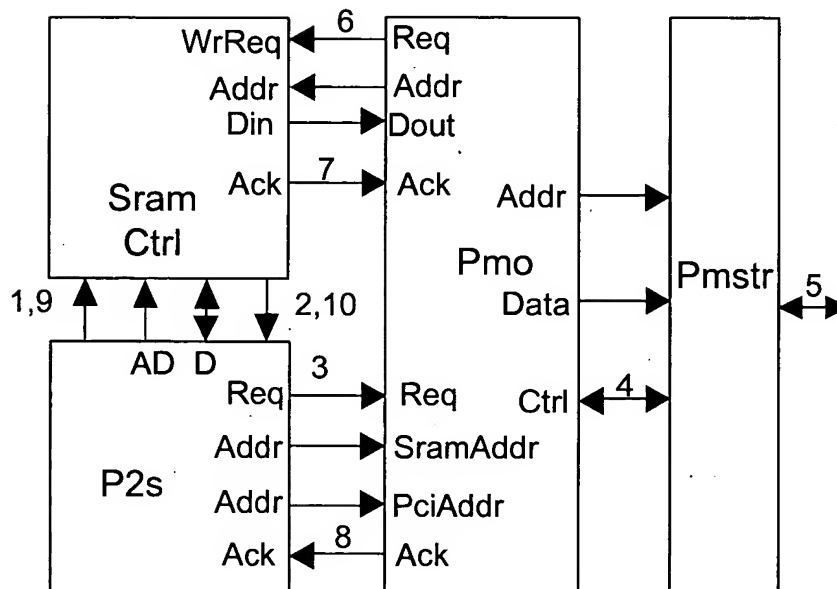 WrReq 6 Req
Addr Addr
Din Dout
Ack 7 Ack Addr
Sram
Ctrl
Pmo Pmstr
1,9 2,10 Data 5
AD D 3
Req Req Ctrl 4
Addr SramAddr
P2s
Addr PciAddr
Ack 8 Ack